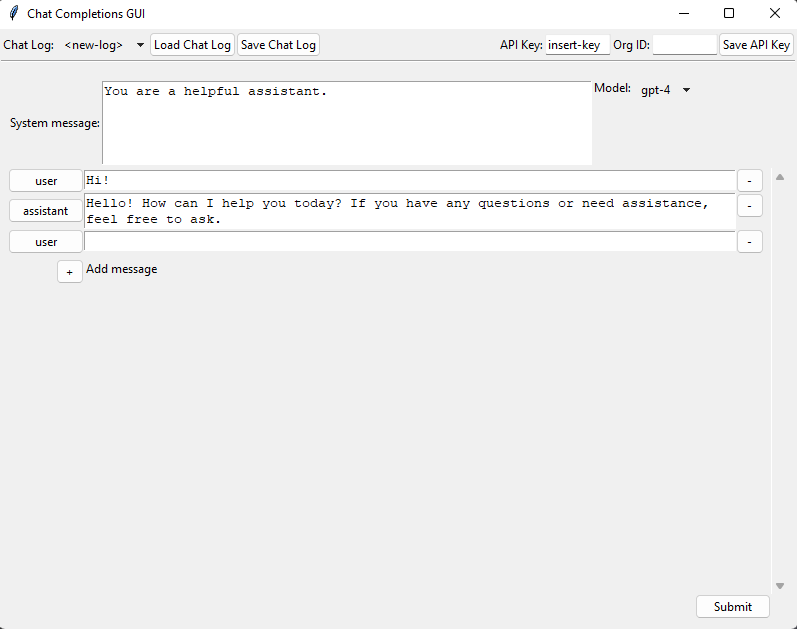 Chat Completions GUI
Chat Log: <new-log> Load Chat Log Save Chat Log API Key: insert-key Org ID: Save API Key
System message: You are a helpful assistant. Model: gpt-4
user Hi! -
assistant Hello! How can I help you today? If you have any questions or need assistance, -
feel free to ask.
user -
+ Add message
Submit